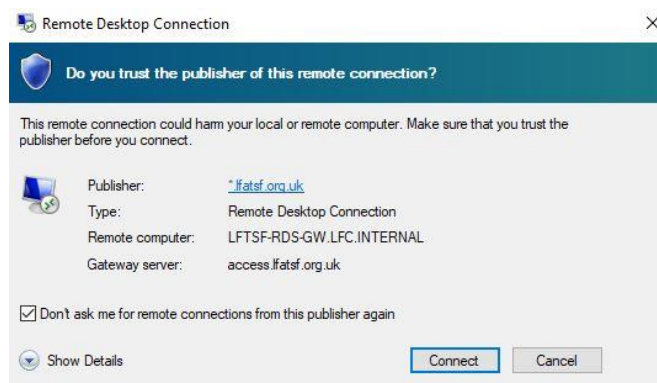 Remote Desktop Connection
Do you trust the publisher of this remote connection?
This remote connection could harm your local or remote computer. Make sure that you trust the
publisher before you connect.
Publisher: *.lfatsf.org.uk
Type: Remote Desktop Connection
Remote computer: LFTSF-RDS-GW.LFC.INTERNAL
Gateway server: access.lfatsf.org.uk
Don't ask me for remote connections from this publisher again
Show Details Connect Cancel